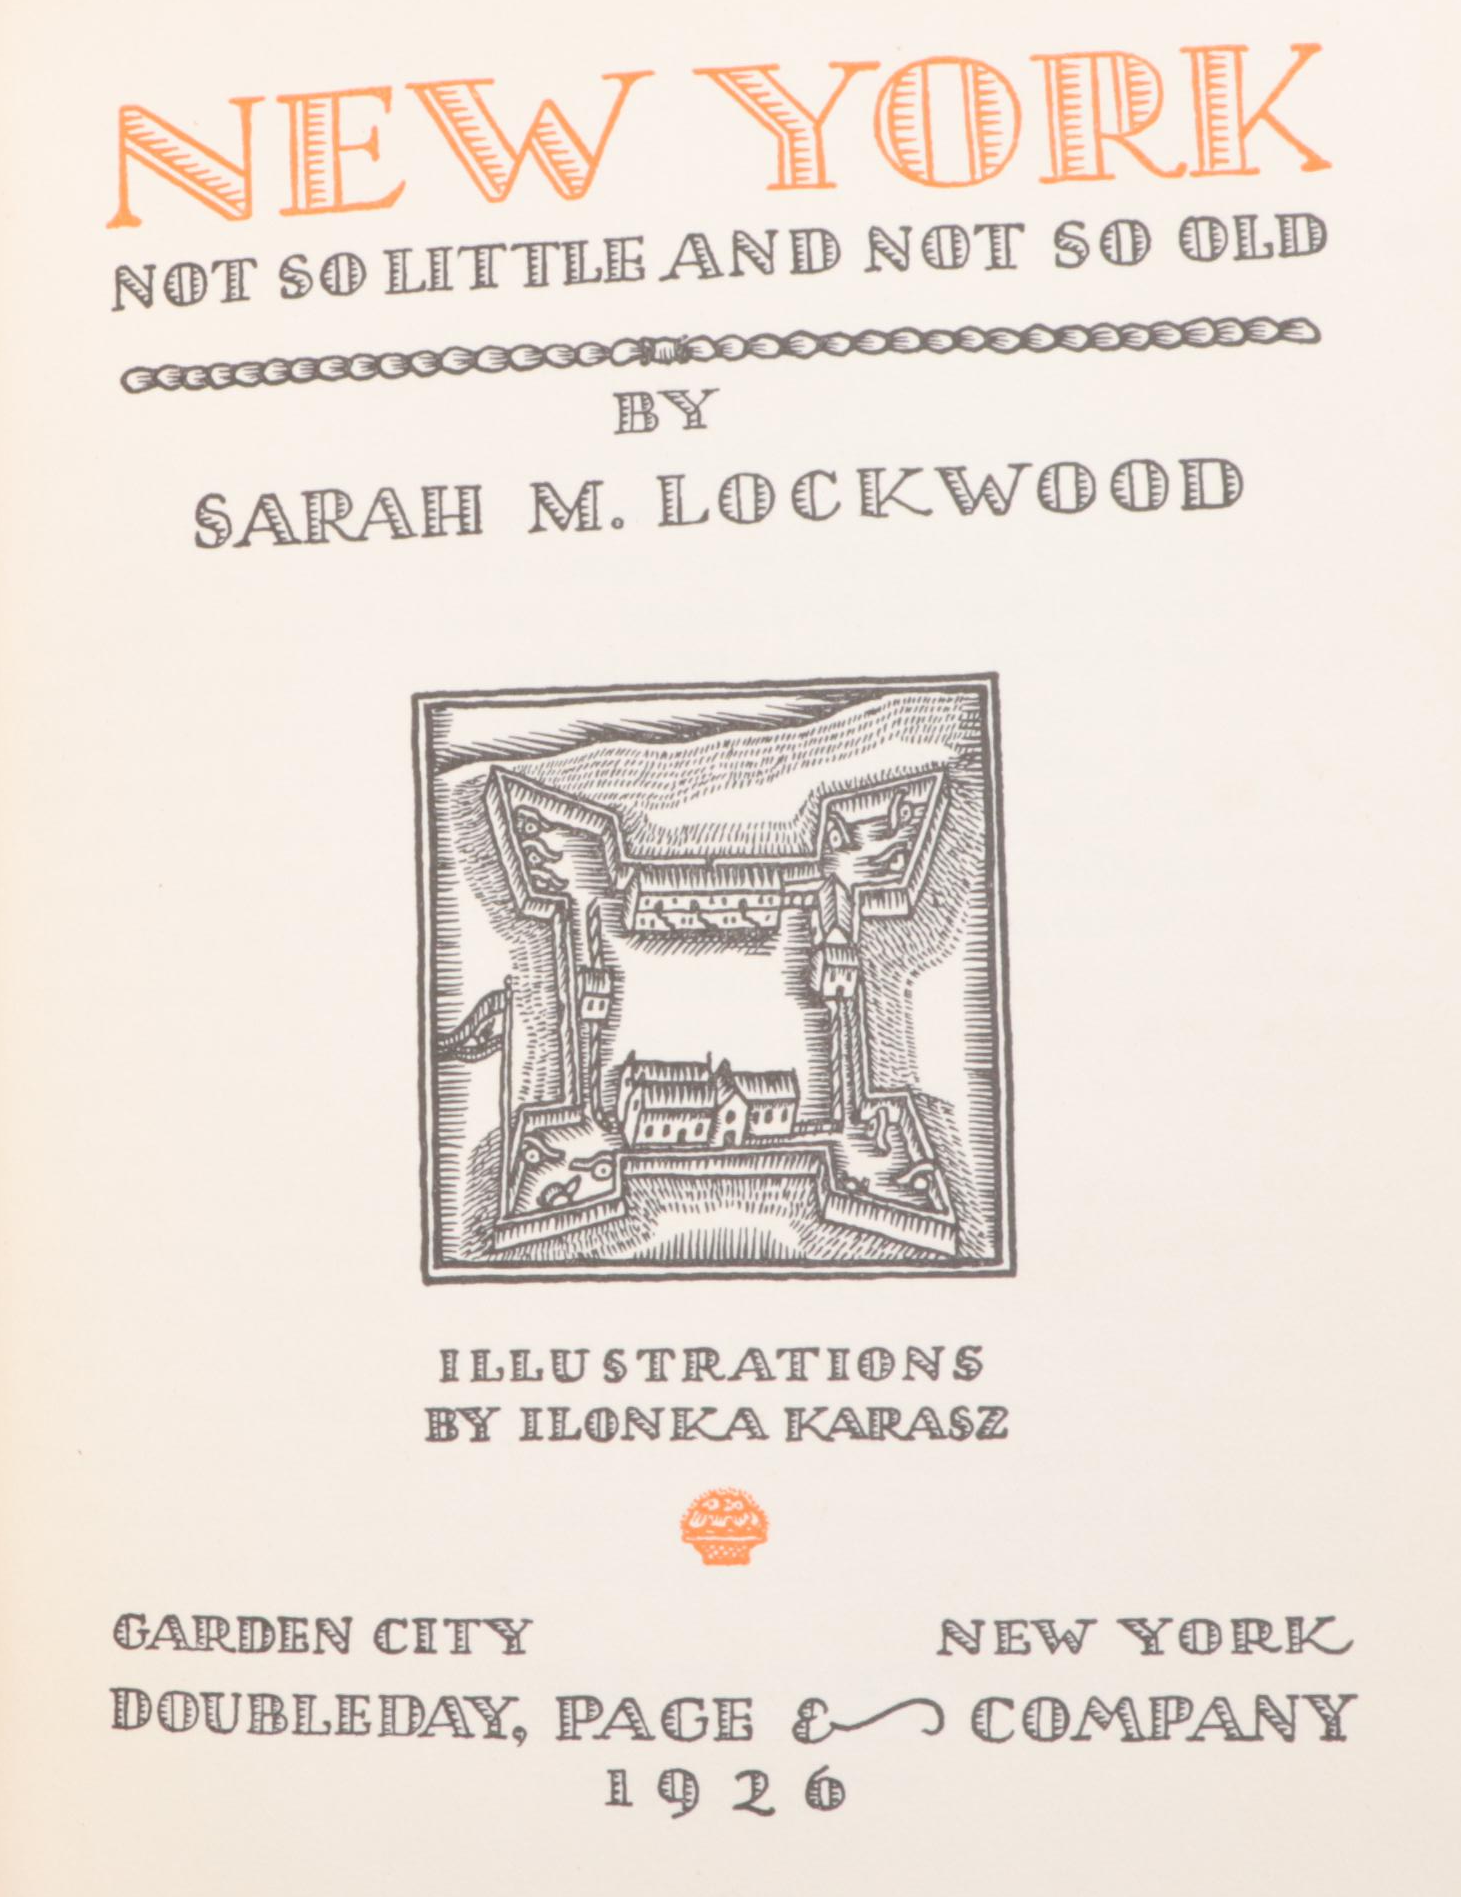 NEW YORK
NOT SO LITTLE AND NOT SO OLD
BY
SARAH M. LOCKWOOD
ILLUSTRATIONS
BY ILONKA KARASZ
GARDEN CITY NEW YORK
DOUBLEDAY, PAGE & COMPANY
1926